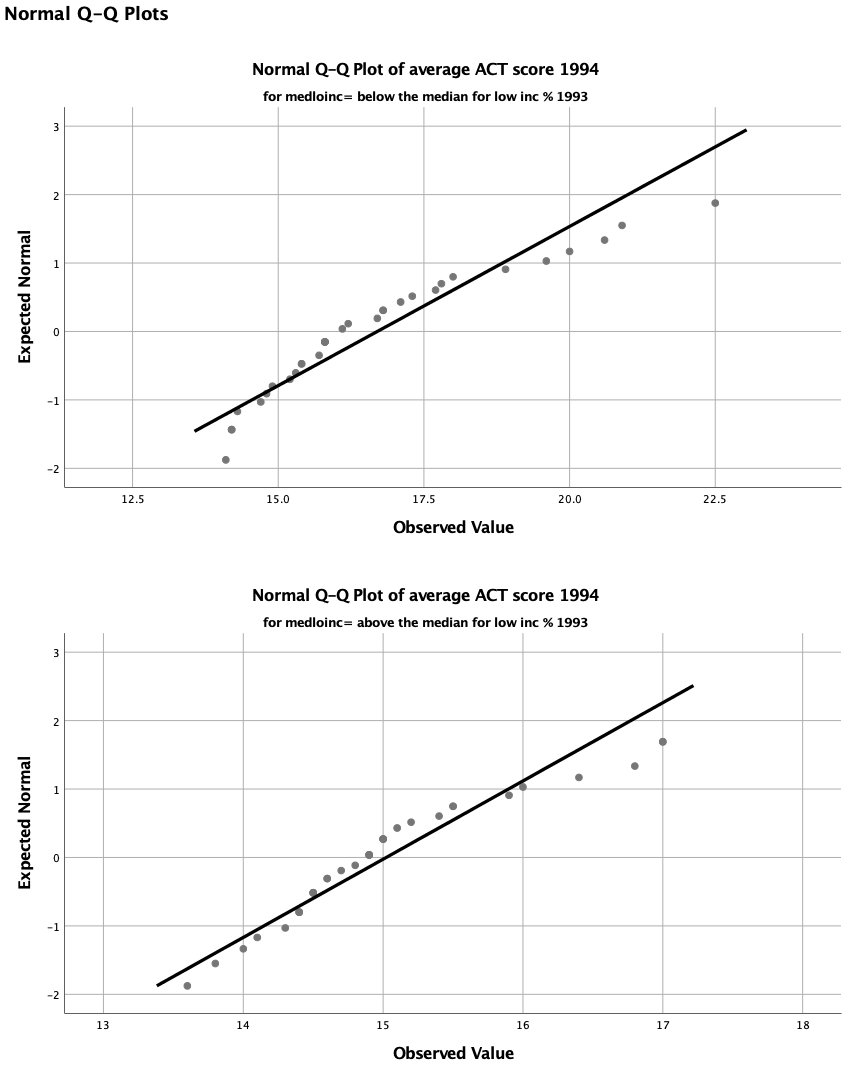 Normal Q-Q Plots
Normal Q-Q Plot of average ACT score 1994
for medloinc= below the median for low inc % 1993
3
2
1
0
-1
-2
Expected Normal
12.5 15.0 17.5 20.0 22.5
Observed Value
Normal Q-Q Plot of average ACT score 1994
for medloinc= above the median for low inc % 1993
3
2
1
0
-1
-2
Expected Normal
13 14 15 16 17 18
Observed Value